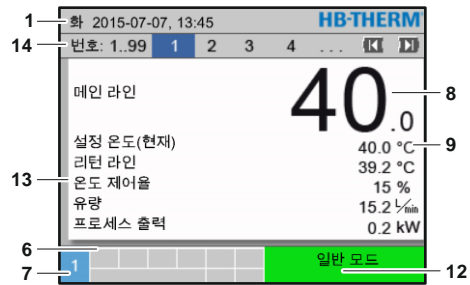 1 화 2015-07-07, 13:45 HB-THERM
14 번호: 1..99 1 2 3 4 ...
메인 라인 40.0 8
설정 온도(현재) 40.0 °C 9
리턴 라인 39.2 °C
13 온도 제어율 15 %
유량 15.2 L/min
프로세스 출력 0.2 kW
6
7 1 일반 모드 12